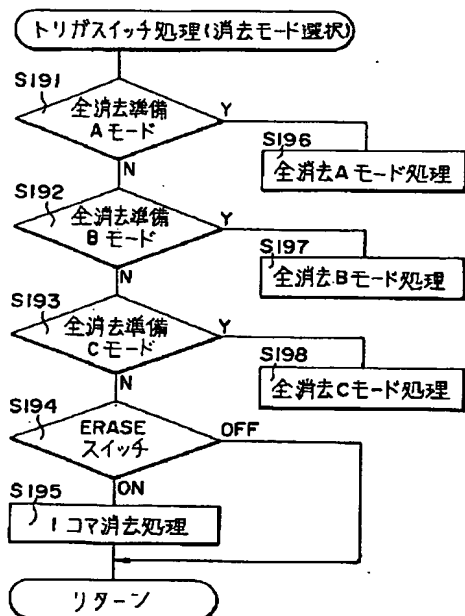 トリガスイッチ処理(消去モード選択)
S191
全消去準備
Aモード
Y
N
S196
全消去Aモード処理
S192
全消去準備
Bモード
Y
N
S197
全消去Bモード処理
S193
全消去準備
Cモード
Y
N
S198
全消去Cモード処理
S194
ERASE
スイッチ
OFF
ON
S195
1コマ消去処理
リターン